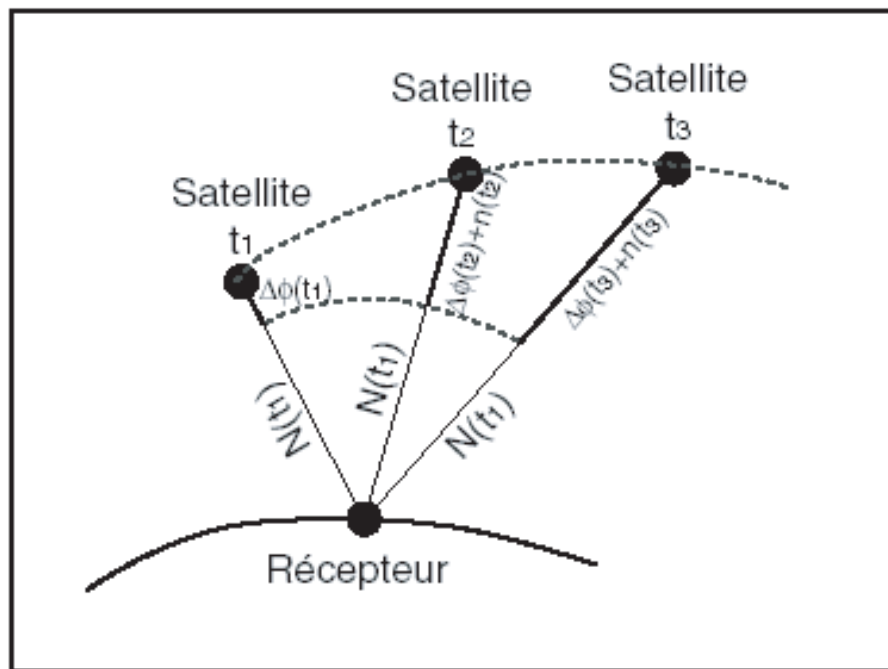 Satellite
t1
Satellite
t2
Satellite
t3
Δϕ(t1)
Δϕ(t2)+n(t2)
Δϕ(t3)+n(t3)
N(t1)
N(t1)
N(t1)
Récepteur